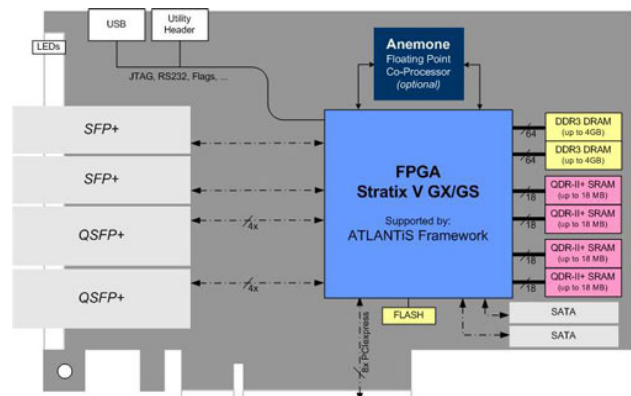 USB
Utility
Header
LEDs
JTAG, RS232, Flags, ...
Anemone
Floating Point
Co-Processor
(optional)
SFP+
SFP+
QSFP+
QSFP+
4x
4x
FPGA
Stratix V GX/GS
Supported by:
ATLANTiS Framework
64
DDR3 DRAM
(up to 4GB)
64
DDR3 DRAM
(up to 4GB)
18
QDR-II+ SRAM
(up to 18 MB)
18
QDR-II+ SRAM
(up to 18 MB)
18
QDR-II+ SRAM
(up to 18 MB)
18
QDR-II+ SRAM
(up to 18 MB)
FLASH
SATA
SATA
8x PCIexpress